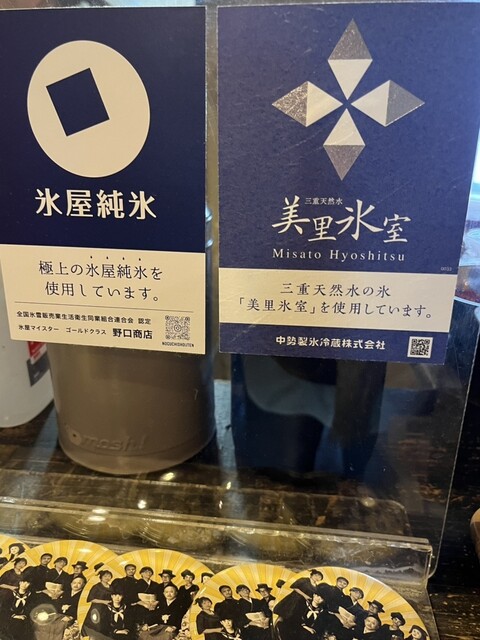 氷屋純氷
極上の氷屋純氷を
使用しています。
全国氷雪販売業生活衛生同業組合連合会 認定
氷屋マイスター ゴールドクラス 野口商店
NOGUCHISHOUTEN
三重天然水
美里氷室
Misato Hyoshitsu
三重天然水の氷
「美里氷室」を使用しています。
中勢製氷冷蔵株式会社
mosh!